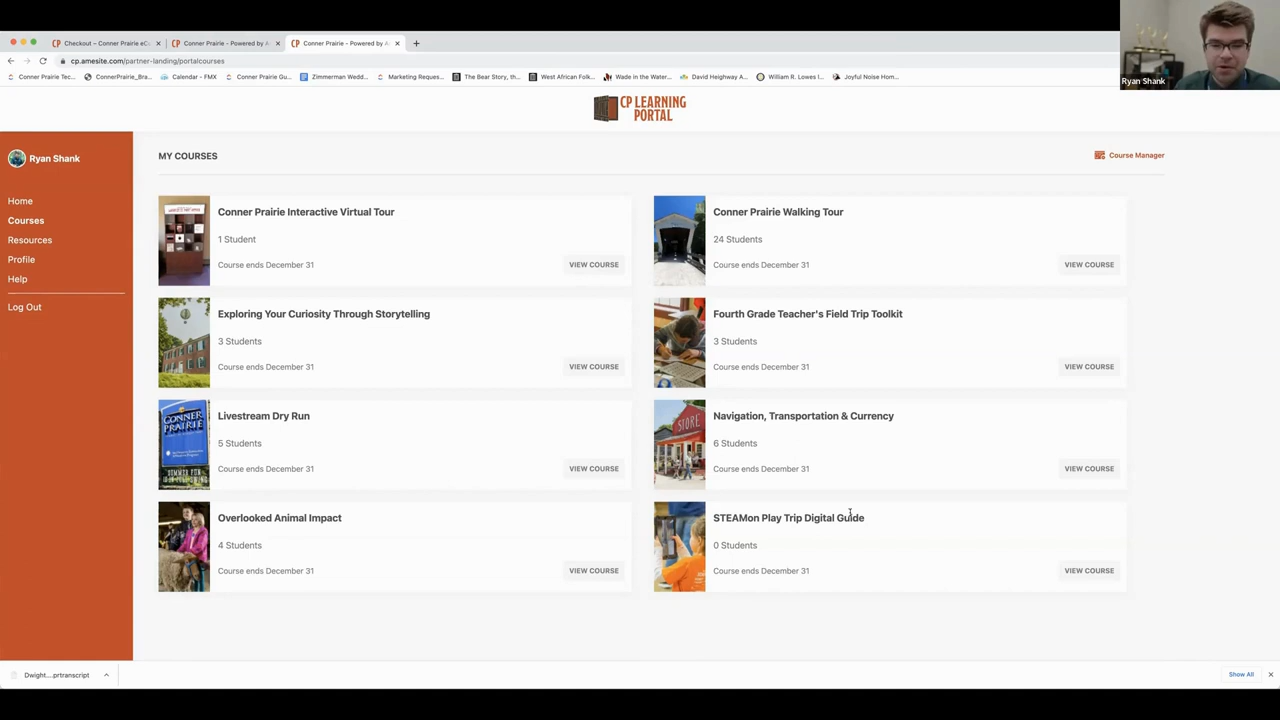 Checkout – Conner Prairie eCo
Conner Prairie - Powered by A
Conner Prairie - Powered by A
cp.amesite.com/partner-landing/portalcourses
Conner Prairie Tec...
ConnerPrairie_Bra...
Calendar - FMX
Conner Prairie Gu...
Zimmerman Wedd...
Marketing Reques...
The Bear Story, th...
West African Folk...
Wade in the Water...
David Heighway A...
William R. Lowes I...
Joyful Noise Hom...
Ryan Shank
CP LEARNING
PORTAL
Ryan Shank
Home
Courses
Resources
Profile
Help
Log Out
MY COURSES
Course Manager
Conner Prairie Interactive Virtual Tour
1 Student
Course ends December 31
VIEW COURSE
Conner Prairie Walking Tour
24 Students
Course ends December 31
VIEW COURSE
Exploring Your Curiosity Through Storytelling
3 Students
Course ends December 31
VIEW COURSE
Fourth Grade Teacher's Field Trip Toolkit
3 Students
Course ends December 31
VIEW COURSE
CONNER
PRAIRIE
SUMMER FUN
Livestream Dry Run
5 Students
Course ends December 31
VIEW COURSE
STORE
Navigation, Transportation & Currency
6 Students
Course ends December 31
VIEW COURSE
Overlooked Animal Impact
4 Students
Course ends December 31
VIEW COURSE
STEAMon Play Trip Digital Guide
0 Students
Course ends December 31
VIEW COURSE
Dwight....prtranscript
Show All